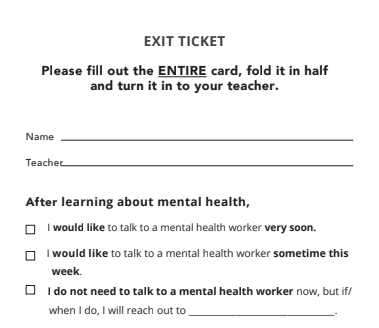 EXIT TICKET
Please fill out the ENTIRE card, fold it in half
and turn it in to your teacher.
Name
Teacher
After learning about mental health,
I would like to talk to a mental health worker very soon.
I would like to talk to a mental health worker sometime this
week.
I do not need to talk to a mental health worker now, but if/
when I do, I will reach out to ____________________________.